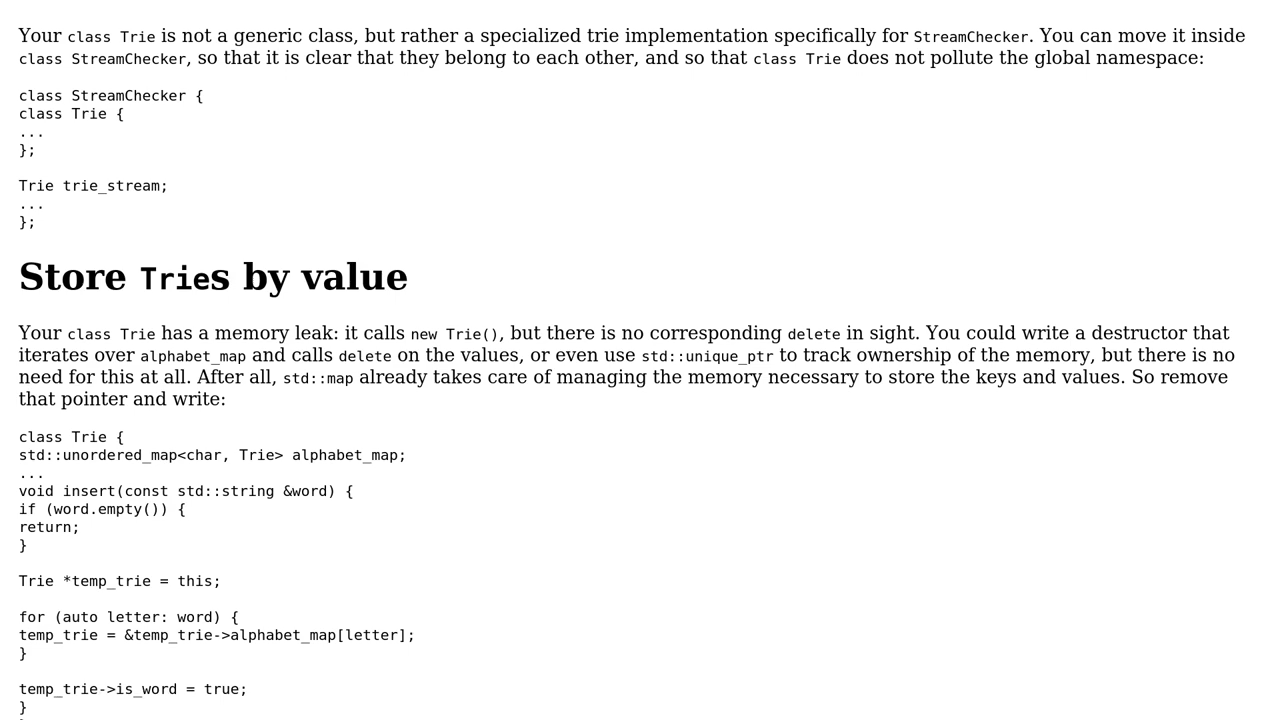 Your class Trie is not a generic class, but rather a specialized trie implementation specifically for StreamChecker. You can move it inside
class StreamChecker, so that it is clear that they belong to each other, and so that class Trie does not pollute the global namespace:
class StreamChecker {
class Trie {
...
};
Trie trie_stream;
...
};
Store Tries by value
Your class Trie has a memory leak: it calls new Trie(), but there is no corresponding delete in sight. You could write a destructor that
iterates over alphabet_map and calls delete on the values, or even use std::unique_ptr to track ownership of the memory, but there is no
need for this at all. After all, std::map already takes care of managing the memory necessary to store the keys and values. So remove
that pointer and write:
class Trie {
std::unordered_map<char, Trie> alphabet_map;
...
void insert(const std::string &word) {
if (word.empty()) {
return;
}
Trie *temp_trie = this;
for (auto letter: word) {
temp_trie = &temp_trie->alphabet_map[letter];
}
temp_trie->is_word = true;
}